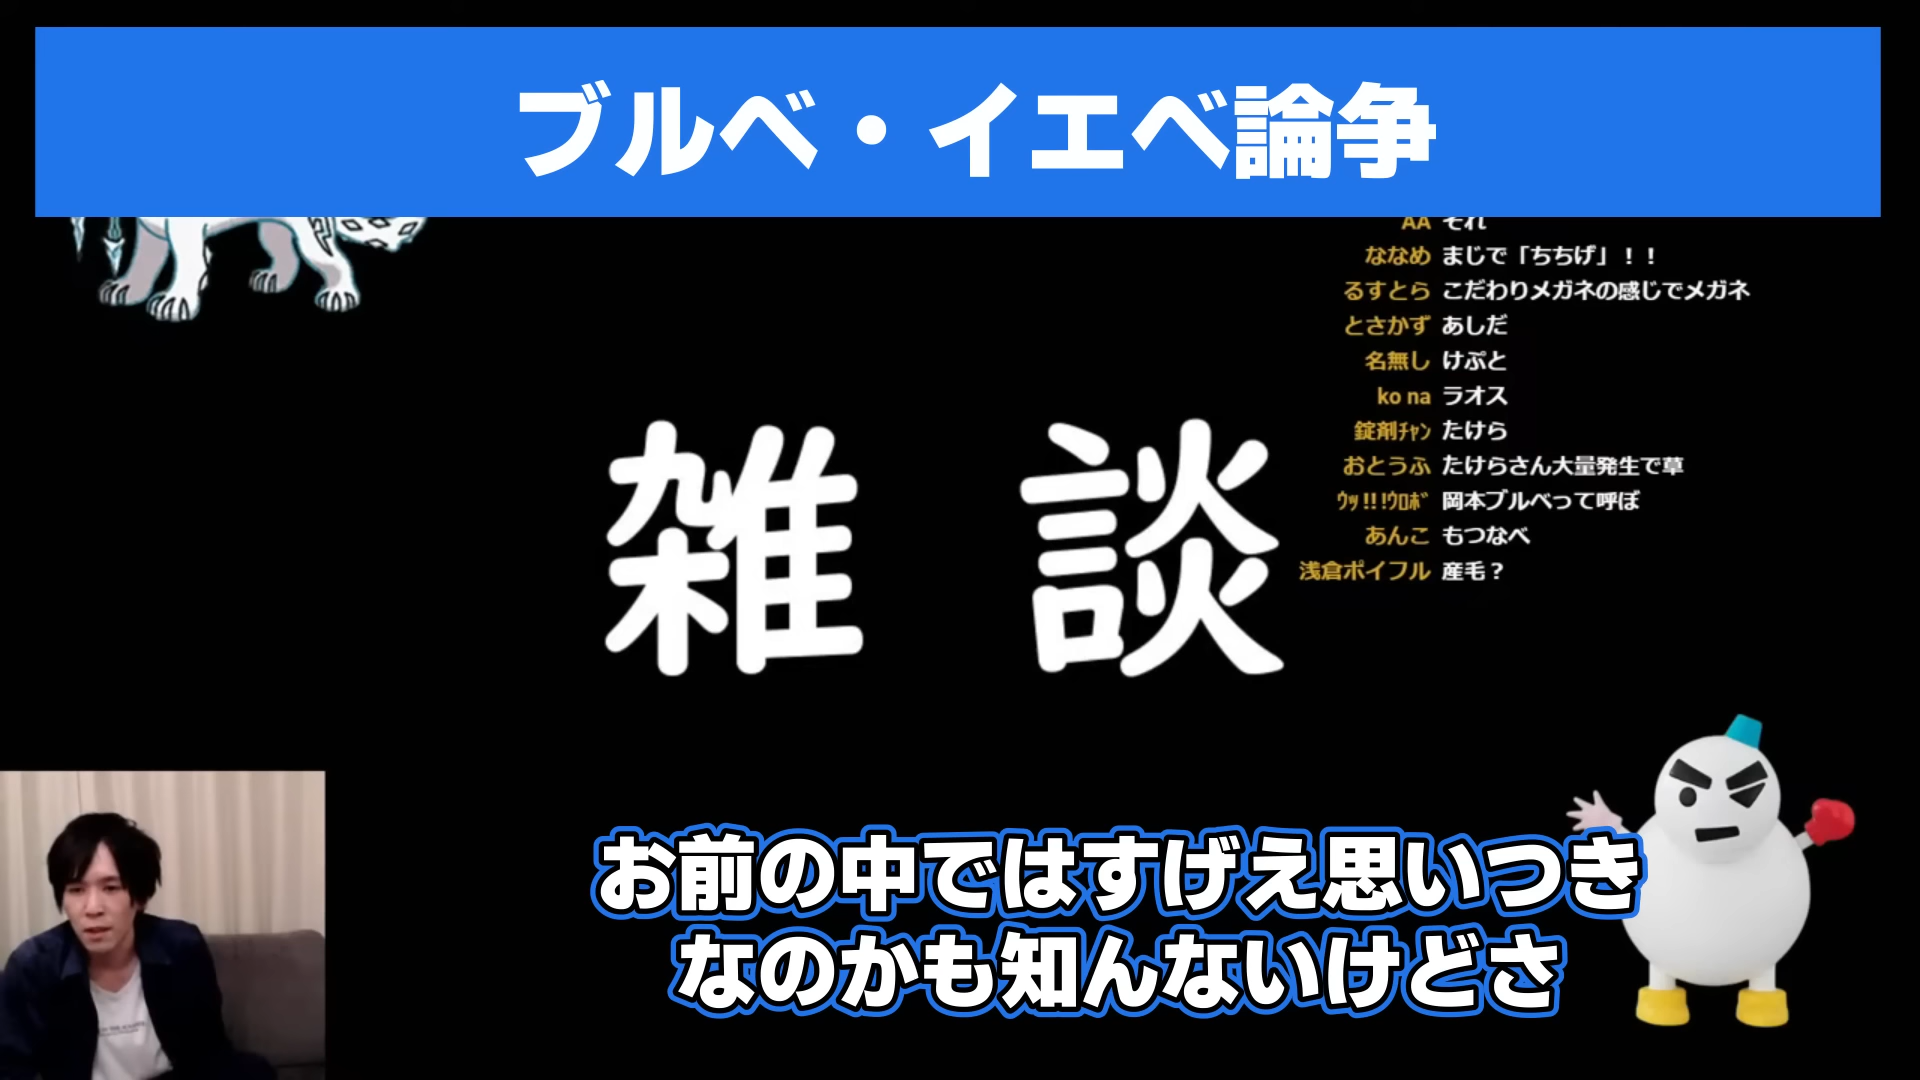 ブルベ・イエベ論争
AA それ
ななめ まじで「ちちげ」！！
るすとら こだわりメガネの感じでメガネ
とさかず あしだ
名無し けぷと
ko na ラオス
錠剤ﾁｬﾝ たけら
おとうふ たけらさん大量発生で草
ｳｯ!!!ｳﾛﾎﾞ 岡本ブルベって呼ぼ
あんこ もつなべ
浅倉ポイフル 産毛？
雑談
お前の中ではすげえ思いつき
なのかも知んないけどさ